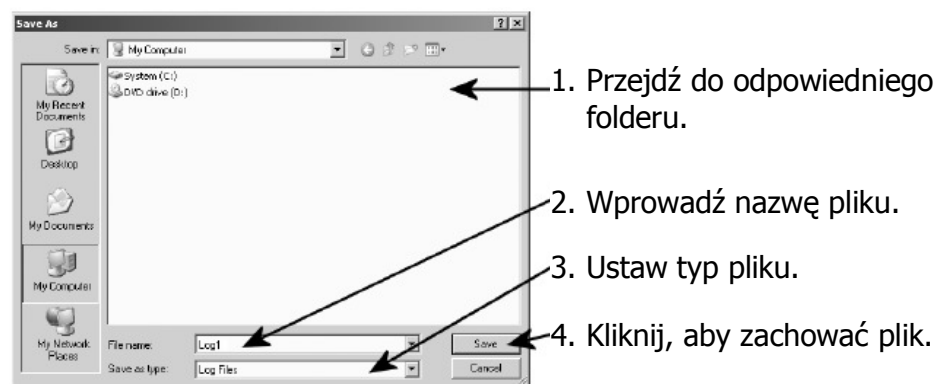 Save As
Save in: My Computer
System (C:)
DVD drive (D:)
My Recent
Documents
Desktop
My Documents
My Computer
My Network
Places
File name: Log1 Save
Save as type: Log Files Cancel
1. Przejdź do odpowiedniego
folderu.
2. Wprowadź nazwę pliku.
3. Ustaw typ pliku.
4. Kliknij, aby zachować plik.